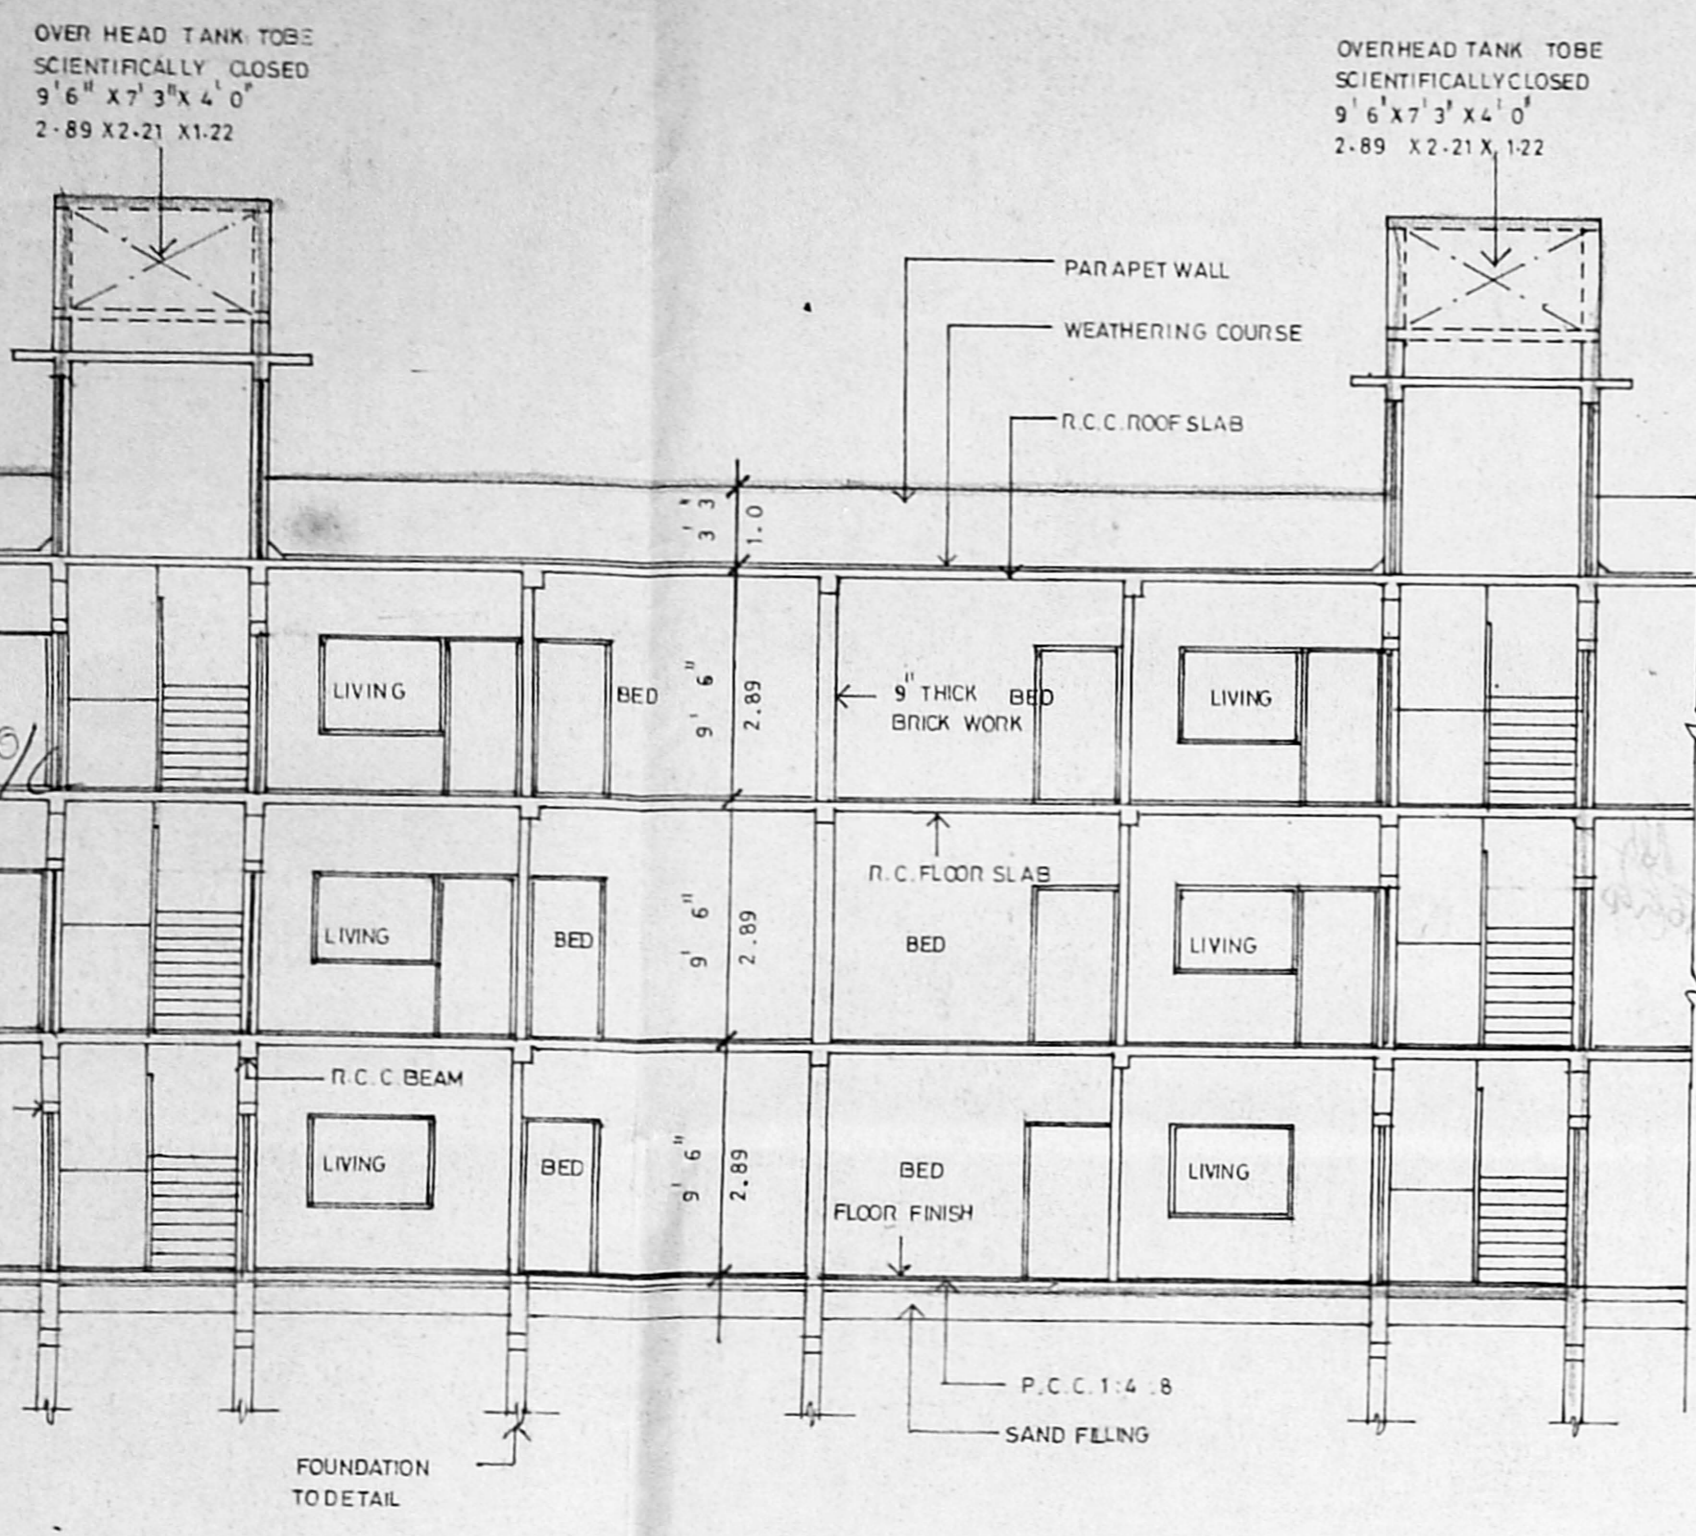 OVER HEAD TANK TOBE
SCIENTIFICALLY CLOSED
9' 6" X 7' 3" X 4' 0"
2.89 X 2.21 X 1.22
OVERHEAD TANK TOBE
SCIENTIFICALLY CLOSED
9' 6" X 7' 3" X 4' 0"
2.89 X 2.21 X 1.22
PARAPET WALL
WEATHERING COURSE
R.C.C. ROOF SLAB
3' 3"
1.0
LIVING
BED
9' 6"
2.89
9" THICK
BRICK WORK
BED
LIVING
R.C. FLOOR SLAB
LIVING
BED
9' 6"
2.89
BED
LIVING
R.C.C. BEAM
LIVING
BED
9' 6"
2.89
BED
LIVING
FLOOR FINISH
P.C.C. 1:4:8
SAND FILLING
FOUNDATION
TO DETAIL